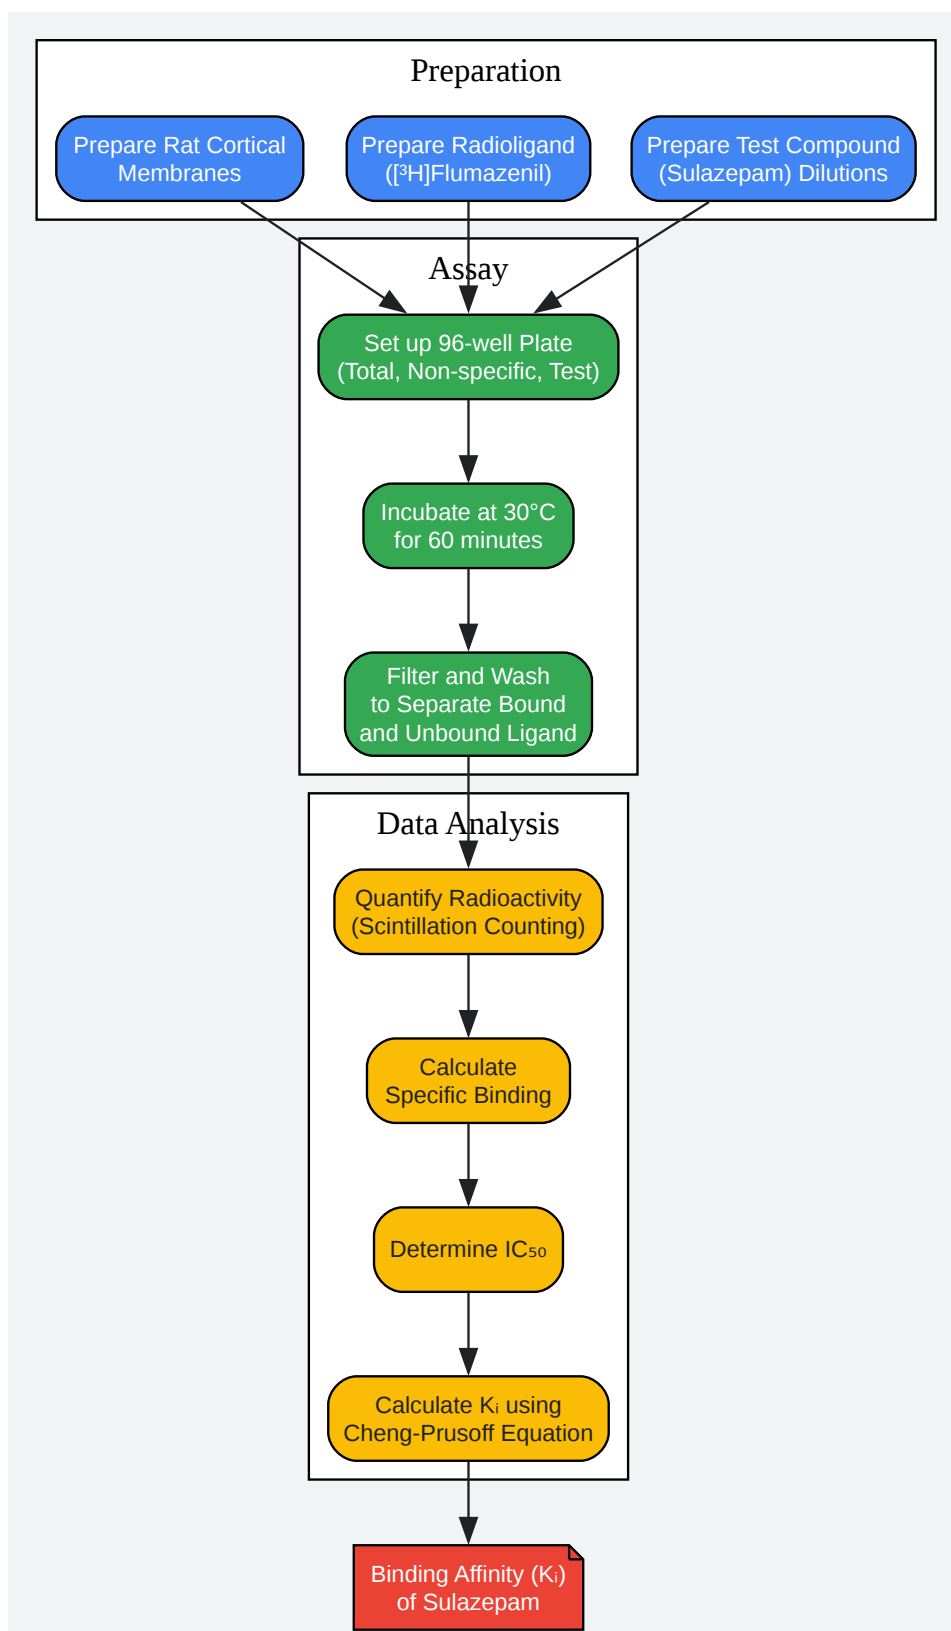 Preparation
Prepare Rat Cortical
Membranes
Prepare Radioligand
([³H]Flumazenil)
Prepare Test Compound
(Sulazepam) Dilutions
Assay
Set up 96-well Plate
(Total, Non-specific, Test)
Incubate at 30°C
for 60 minutes
Filter and Wash
to Separate Bound
and Unbound Ligand
Data Analysis
Quantify Radioactivity
(Scintillation Counting)
Calculate
Specific Binding
Determine IC₅₀
Calculate Kᵢ using
Cheng-Prusoff Equation
Binding Affinity (Kᵢ)
of Sulazepam